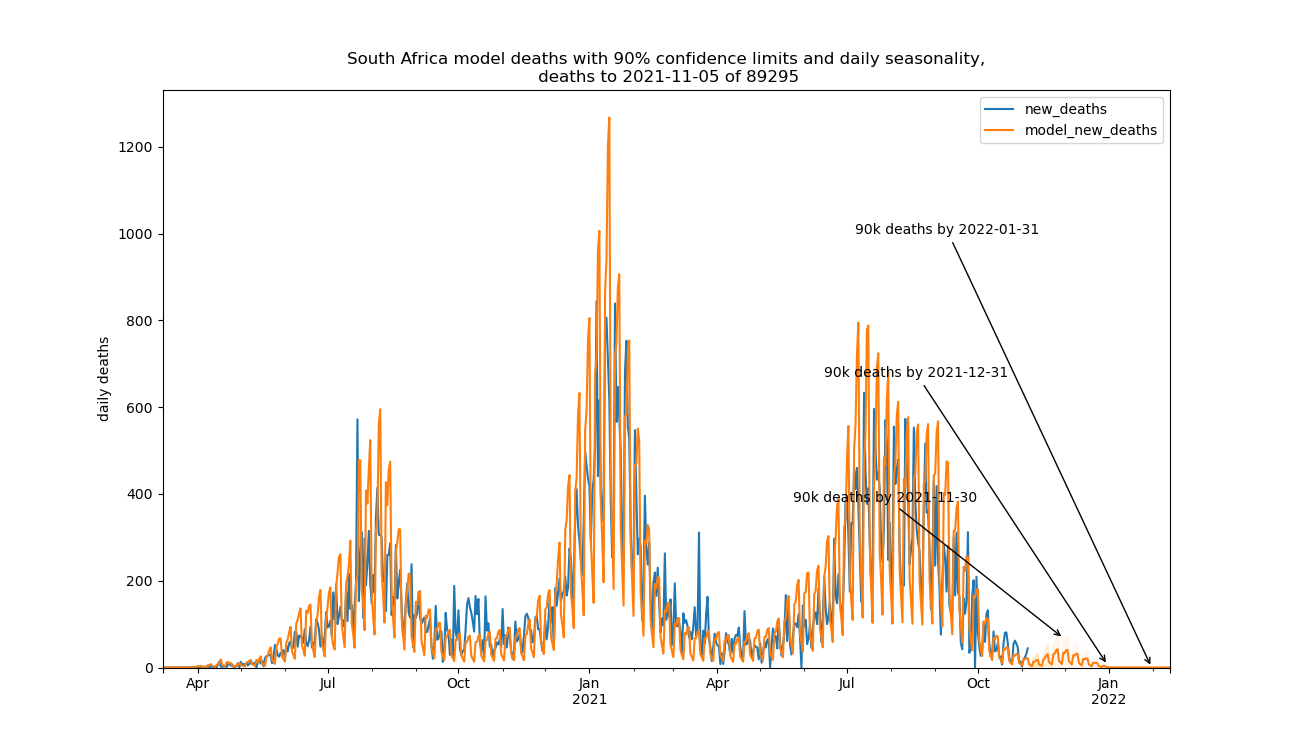 South Africa model deaths with 90% confidence limits and daily seasonality,
deaths to 2021-11-05 of 89295
new_deaths
model_new_deaths
1200
1000
800
600
400
200
0
daily deaths
90k deaths by 2022-01-31
90k deaths by 2021-12-31
90k deaths by 2021-11-30
Apr
Jul
Oct
Jan
2021
Apr
Jul
Oct
Jan
2022